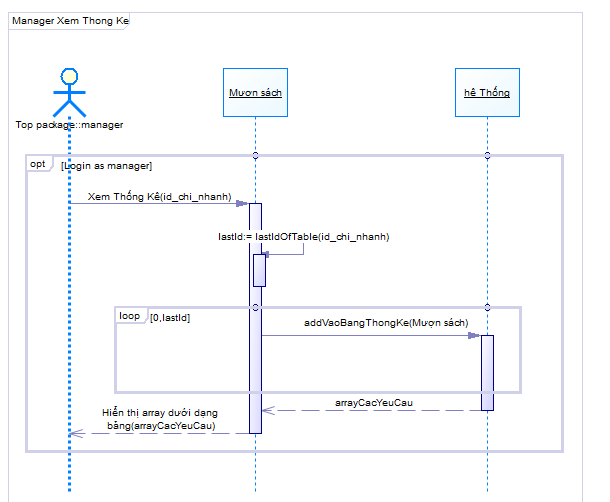 Manager Xem Thong Ke
Mượn sách
hê Thống
Top package::manager
opt
[Login as manager]
Xem Thống Kê(id_chi_nhanh)
lastId:= lastIdOfTable(id_chi_nhanh)
loop
[0,lastId]
addVaoBangThongKe(Mượn sách)
arrayCacYeuCau
Hiển thị array dưới dạng
bảng(arrayCacYeuCau)